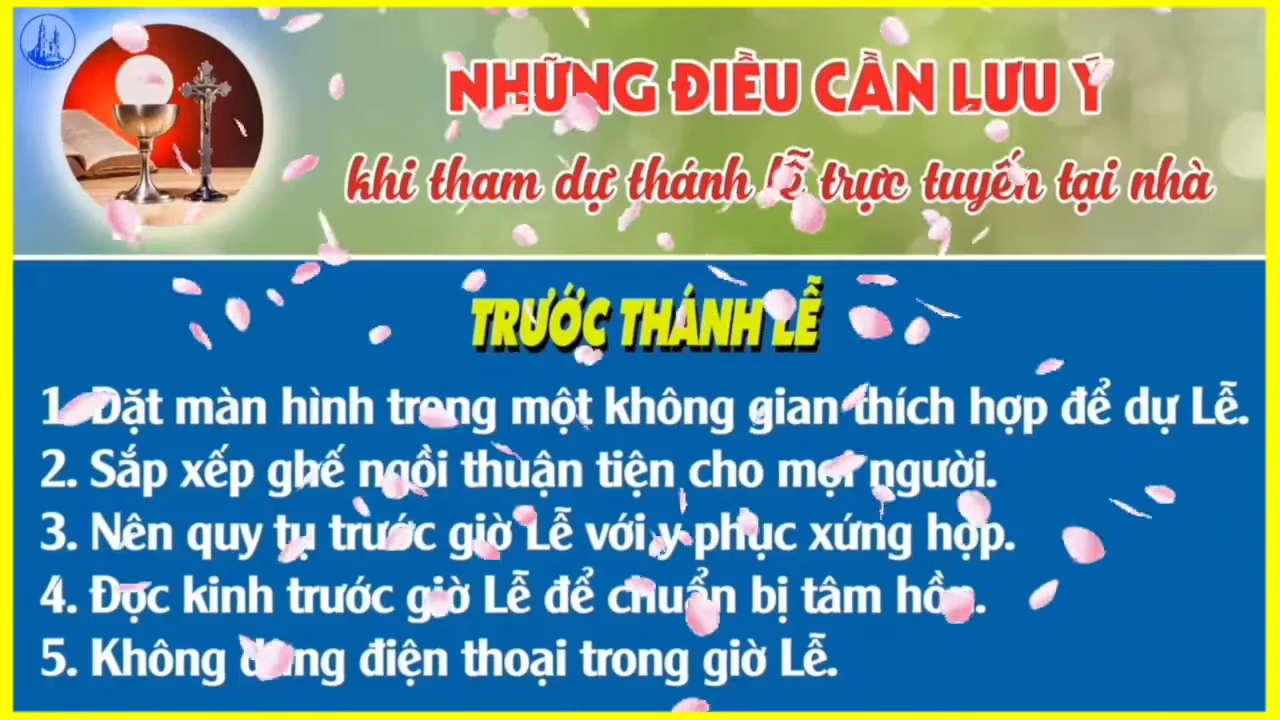 NHỮNG ĐIỀU CẦN LƯU Ý
khi tham dự thánh lễ trực tuyến tại nhà
TRƯỚC THÁNH LỄ
1. Đặt màn hình trong một không gian thích hợp để dự Lễ.
2. Sắp xếp ghế ngồi thuận tiện cho mọi người.
3. Nên quy tụ trước giờ Lễ với y phục xứng hợp.
4. Đọc kinh trước giờ Lễ để chuẩn bị tâm hồn.
5. Không dùng điện thoại trong giờ Lễ.